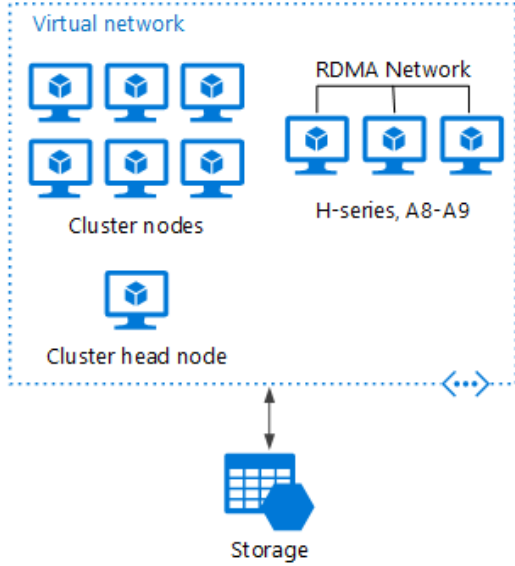 Virtual network
RDMA Network
Cluster nodes
H-series, A8-A9
Cluster head node
Storage